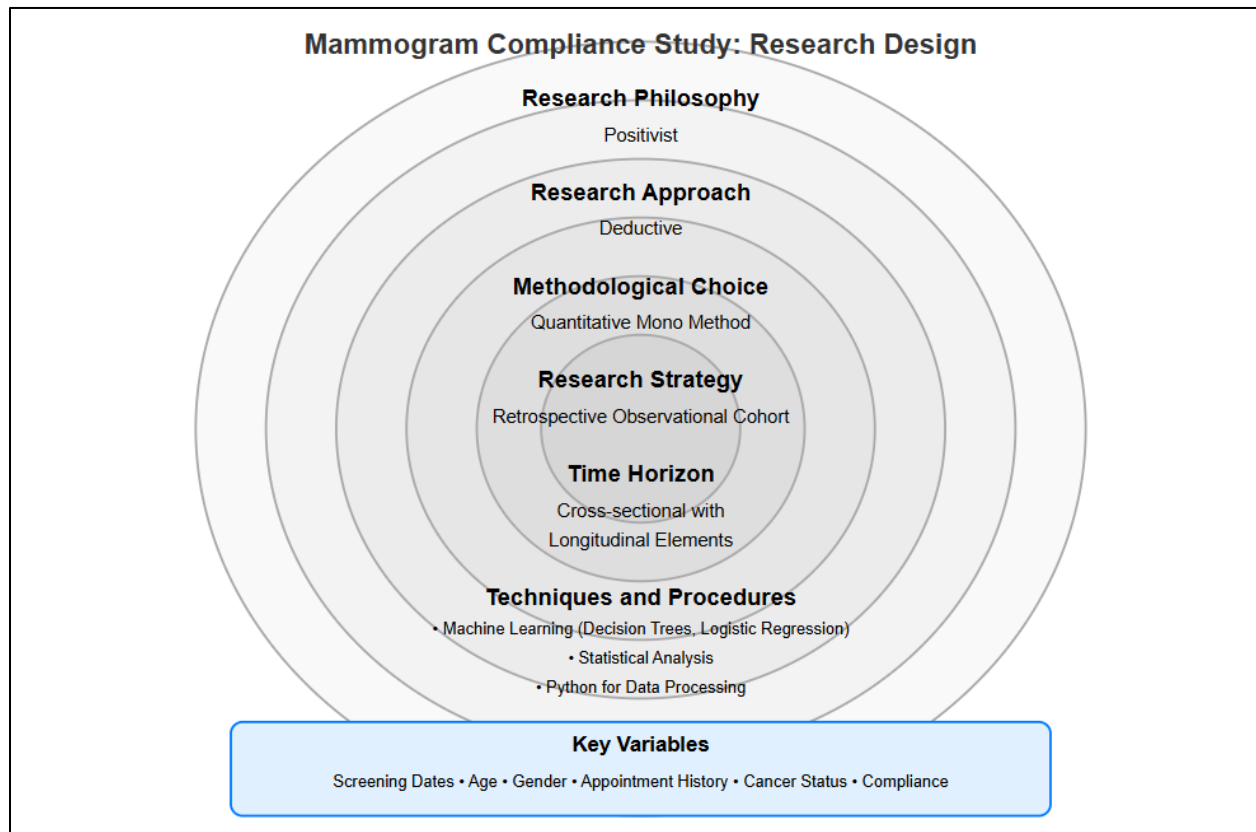 Mammogram Compliance Study: Research Design
Research Philosophy
Positivist
Research Approach
Deductive
Methodological Choice
Quantitative Mono Method
Research Strategy
Retrospective Observational Cohort
Time Horizon
Cross-sectional with
Longitudinal Elements
Techniques and Procedures
• Machine Learning (Decision Trees, Logistic Regression)
• Statistical Analysis
• Python for Data Processing
Key Variables
Screening Dates • Age • Gender • Appointment History • Cancer Status • Compliance